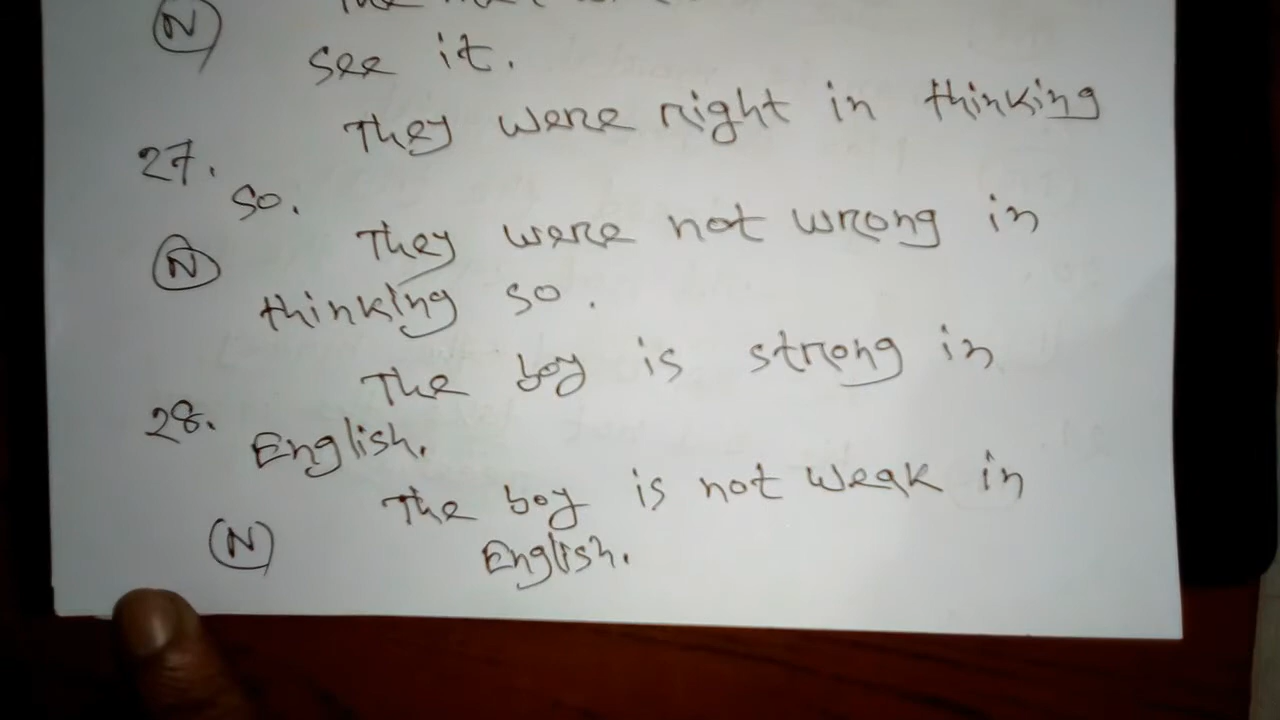 (N)
see it.
27. They were right in thinking
so.
(N) They were not wrong in
thinking so.
28. The boy is strong in
English.
(N) The boy is not weak in
English.